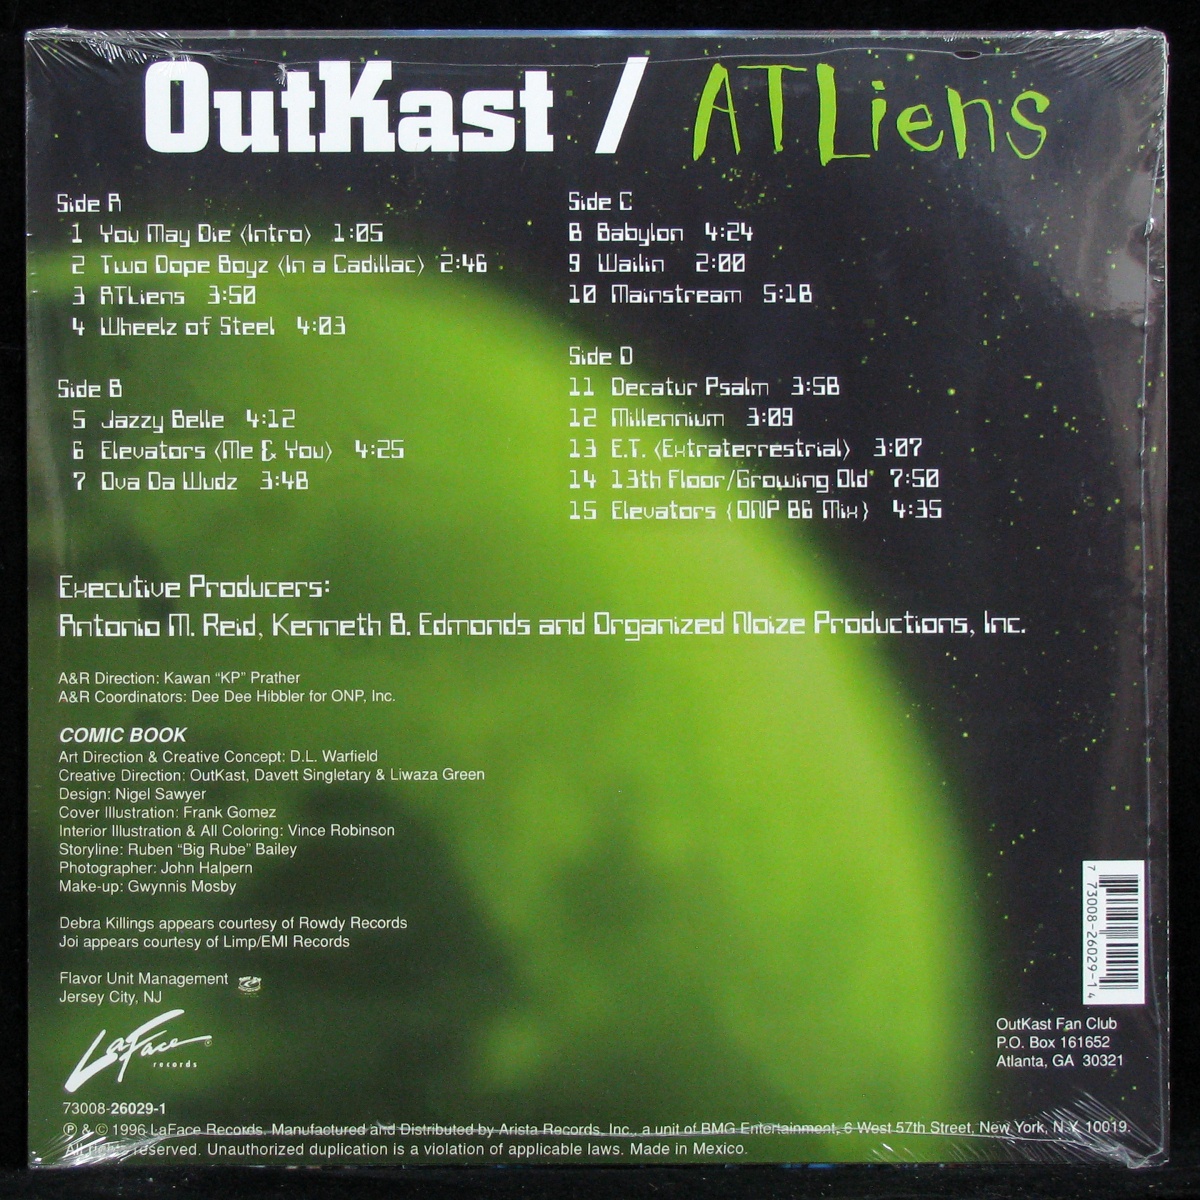 OutKast / ATLiens
Side A
1 You May Die (Intro) 1:05
2 Two Dope Boyz (In a Cadillac) 2:46
3 ATLiens 3:50
4 Wheelz of Steel 4:03
Side B
5 Jazzy Belle 4:12
6 Elevators (Me & You) 4:25
7 Ova Da Wudz 3:48
Side C
8 Babylon 4:24
9 Wailin 2:00
10 Mainstream 5:18
Side D
11 Decatur Psalm 3:58
12 Millennium 3:09
13 E.T. (Extraterrestrial) 3:07
14 13th Floor/Growing Old 7:50
15 Elevators (ONP 86 Mix) 4:35
Executive Producers:
Antonio M. Reid, Kenneth B. Edmonds and Organized Noize Productions, Inc.
A&R Direction: Kawan "KP" Prather
A&R Coordinators: Dee Dee Hibbler for ONP, Inc.
COMIC BOOK
Art Direction & Creative Concept: D.L. Warfield
Creative Direction: OutKast, Davett Singletary & Liwaza Green
Design: Nigel Sawyer
Cover Illustration: Frank Gomez
Interior Illustration & All Coloring: Vince Robinson
Storyline: Ruben "Big Rube" Bailey
Photographer: John Halpern
Make-up: Gwynnis Mosby
Debra Killings appears courtesy of Rowdy Records
Joi appears courtesy of Limp/EMI Records
Flavor Unit Management
Jersey City, NJ
LaFace
records
73008-26029-1
℗ & © 1996 LaFace Records. Manufactured and Distributed by Arista Records, Inc., a unit of BMG Entertainment, 6 West 57th Street, New York, N.Y. 10019.
All rights reserved. Unauthorized duplication is a violation of applicable laws. Made in Mexico.
7 73008-26029-1 4
OutKast Fan Club
P.O. Box 161652
Atlanta, GA 30321